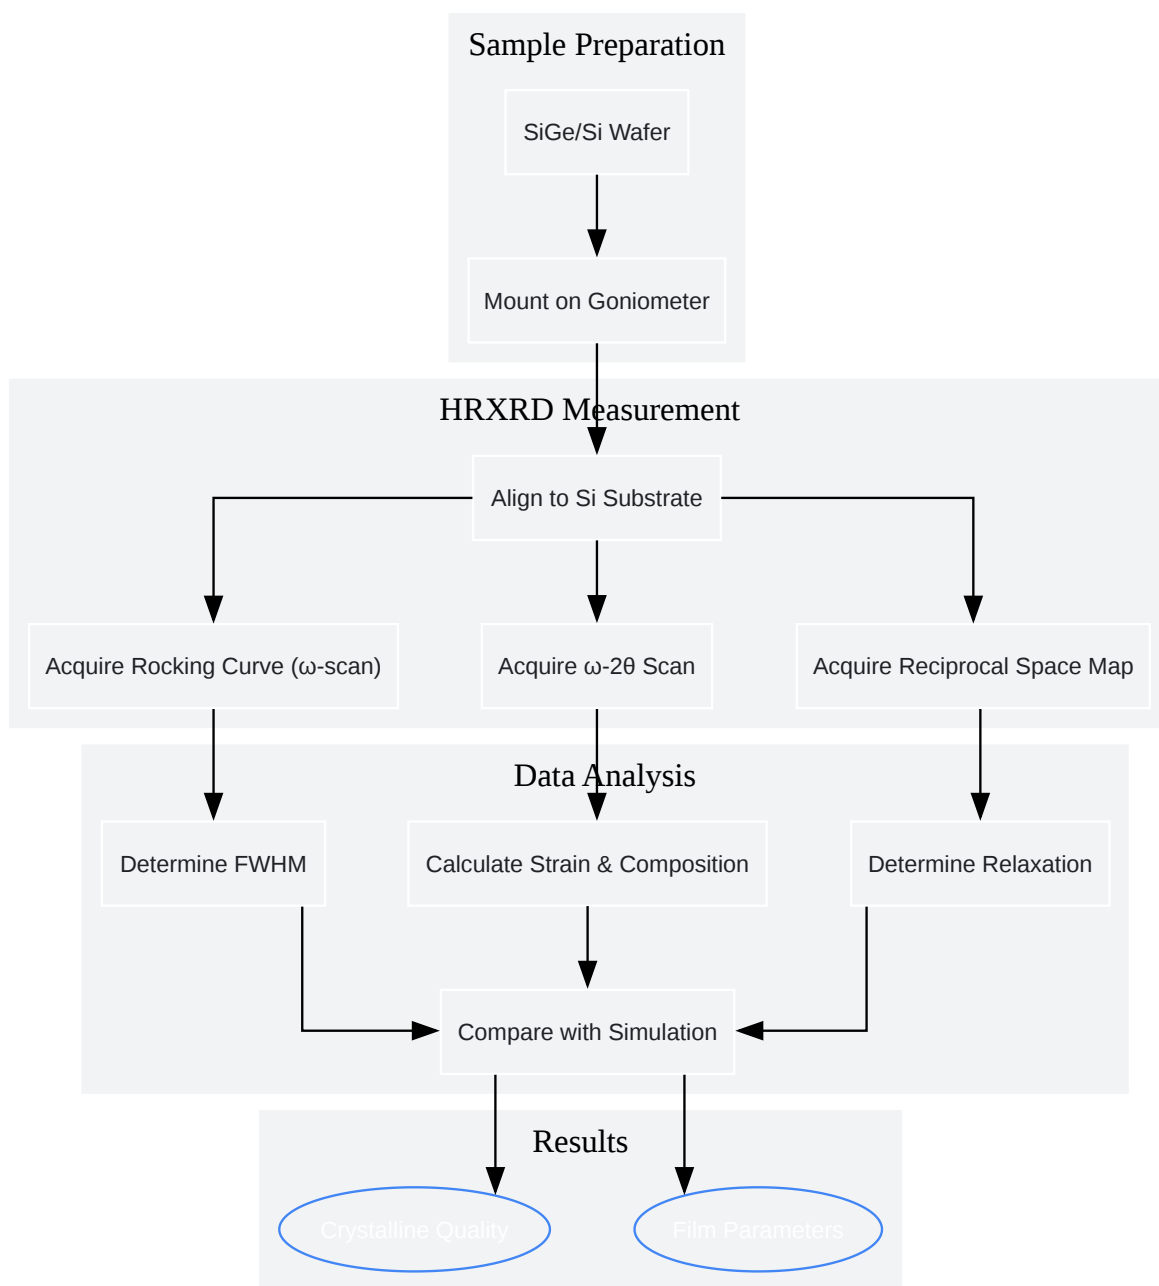 Sample Preparation
SiGe/Si Wafer
Mount on Goniometer
HRXRD Measurement
Align to Si Substrate
Acquire Rocking Curve (ω-scan)
Acquire ω-2θ Scan
Acquire Reciprocal Space Map
Data Analysis
Determine FWHM
Calculate Strain & Composition
Determine Relaxation
Compare with Simulation
Results
Crystalline Quality
Film Parameters